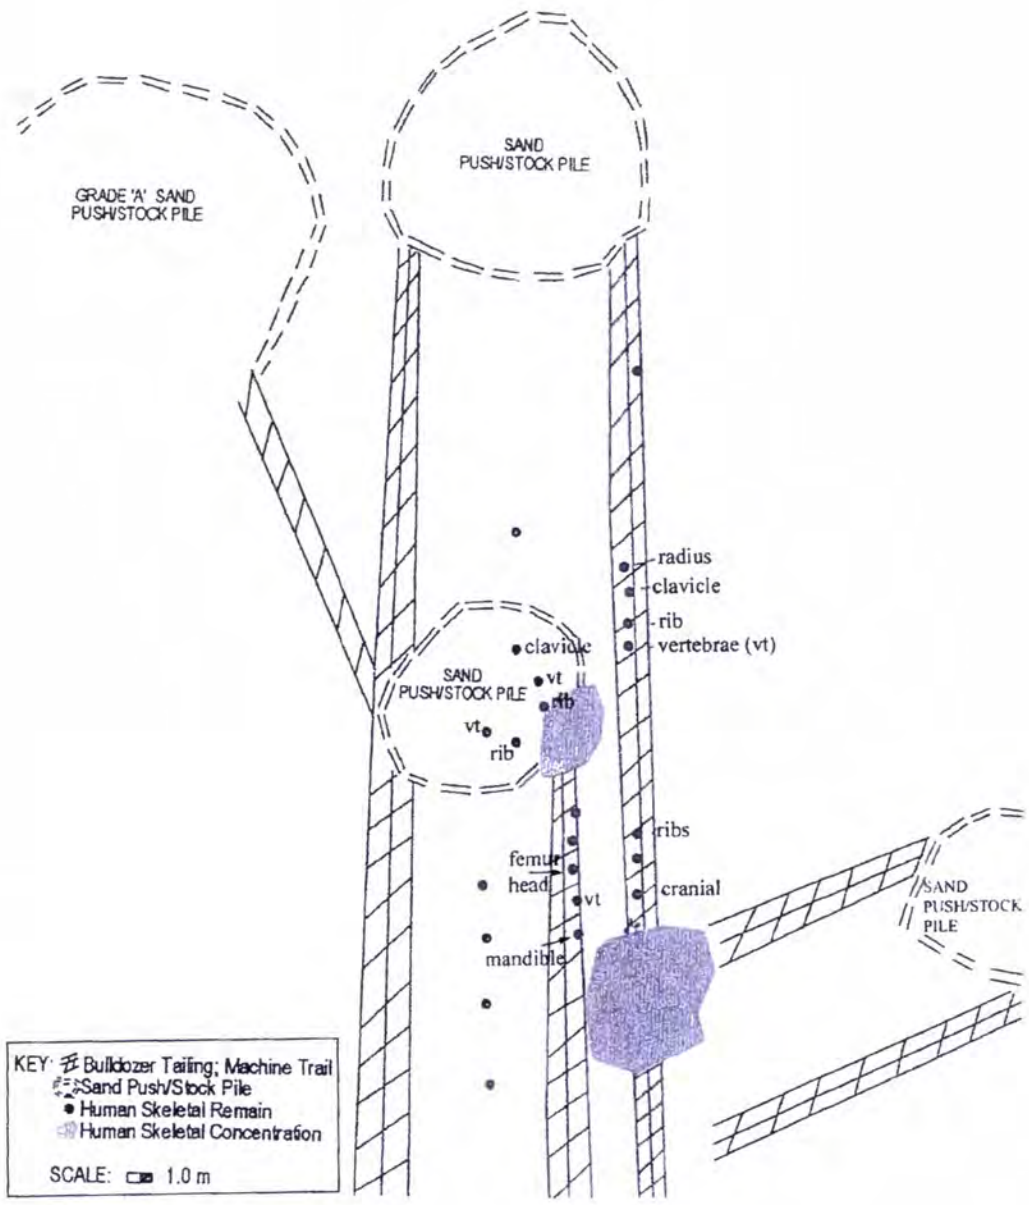 SAND
PUSH/STOCK PILE
GRADE 'A' SAND
PUSH/STOCK PILE
radius
clavicle
rib
vertebrae (vt)
clavicle
SAND
PUSH/STOCK PILE
vt
rib
vt
rib
ribs
femur
head
cranial
vt
mandible
SAND
PUSH/STOCK
PILE
KEY: Bulldozer Tailing; Machine Trail
Sand Push/Stock Pile
Human Skeletal Remain
Human Skeletal Concentration
SCALE: 1.0 m